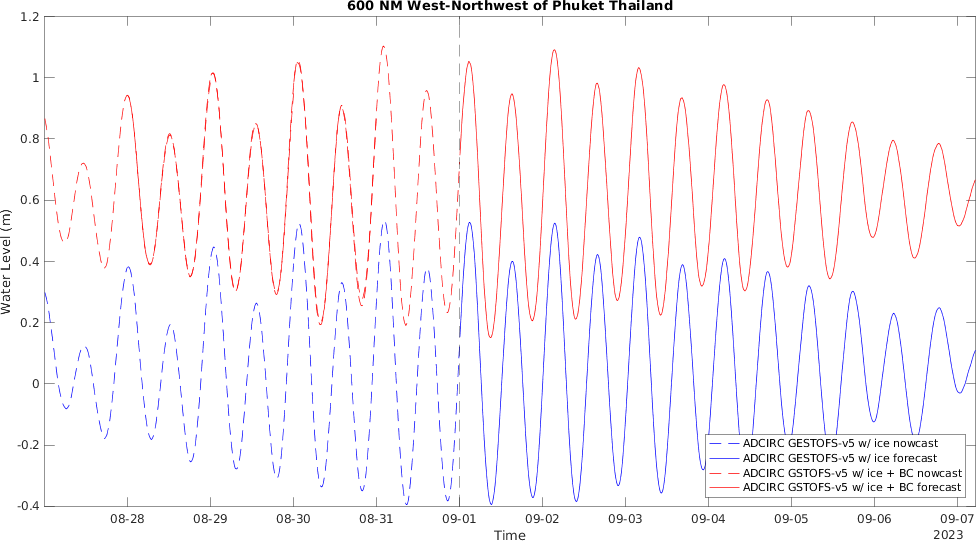 600 NM West-Northwest of Phuket Thailand
1.2
1
0.8
0.6
0.4
0.2
0
-0.2
-0.4
Water Level (m)
ADCIRC GESTOFS-v5 w/ ice nowcast
ADCIRC GESTOFS-v5 w/ ice forecast
ADCIRC GSTOFS-v5 w/ ice + BC nowcast
ADCIRC GSTOFS-v5 w/ ice + BC forecast
08-28 08-29 08-30 08-31 09-01 09-02 09-03 09-04 09-05 09-06 09-07
Time 2023